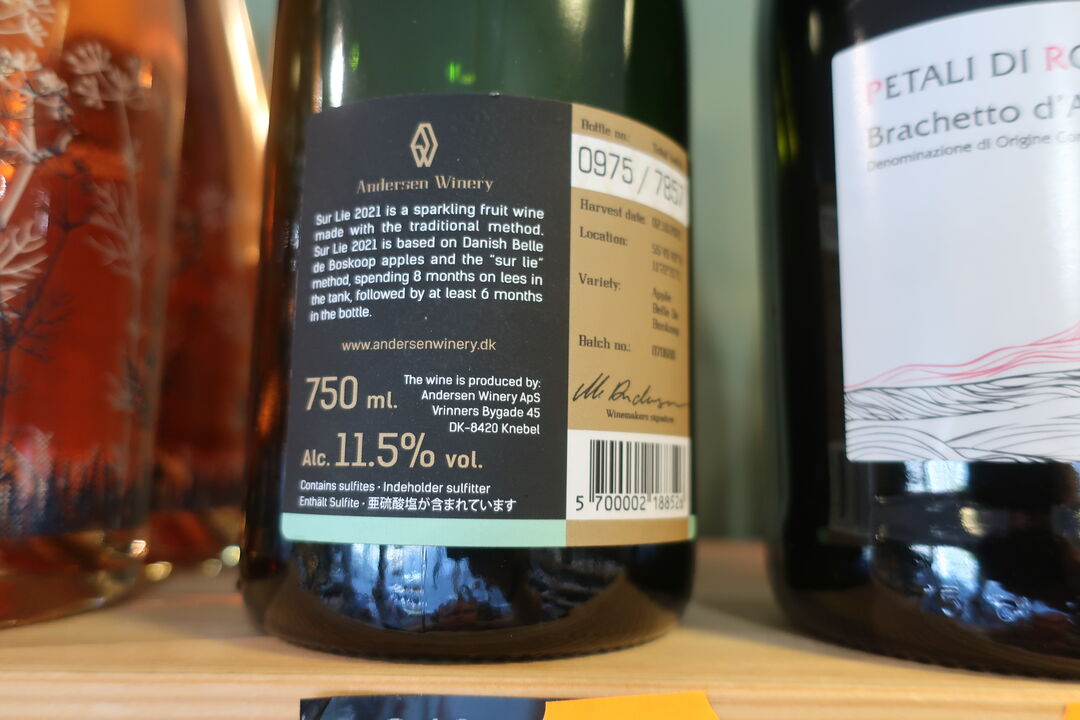 Andersen Winery
Sur Lie 2021 is a sparkling fruit wine
made with the traditional method.
Sur Lie 2021 is based on Danish Belle
de Boskoop apples and the "sur lie"
method, spending 8 months on lees in
the tank, followed by at least 6 months
in the bottle.
www.andersenwinery.dk
750 ml.
The wine is produced by:
Andersen Winery ApS
Vrinners Bygade 45
DK-8420 Knebel
Alc. 11.5% vol.
Contains sulfites · Indeholder sulfitter
Enthält Sulfite · 亜硫酸塩が含まれています
Bottle no.:
0975 / 7857
Harvest date:
Location:
Variety:
Apple
Belle De
Boskoop
Batch no.:
Winemakers signature
5 700002 188526
PETALI DI
Brachetto d'A
Denominazione di Origine